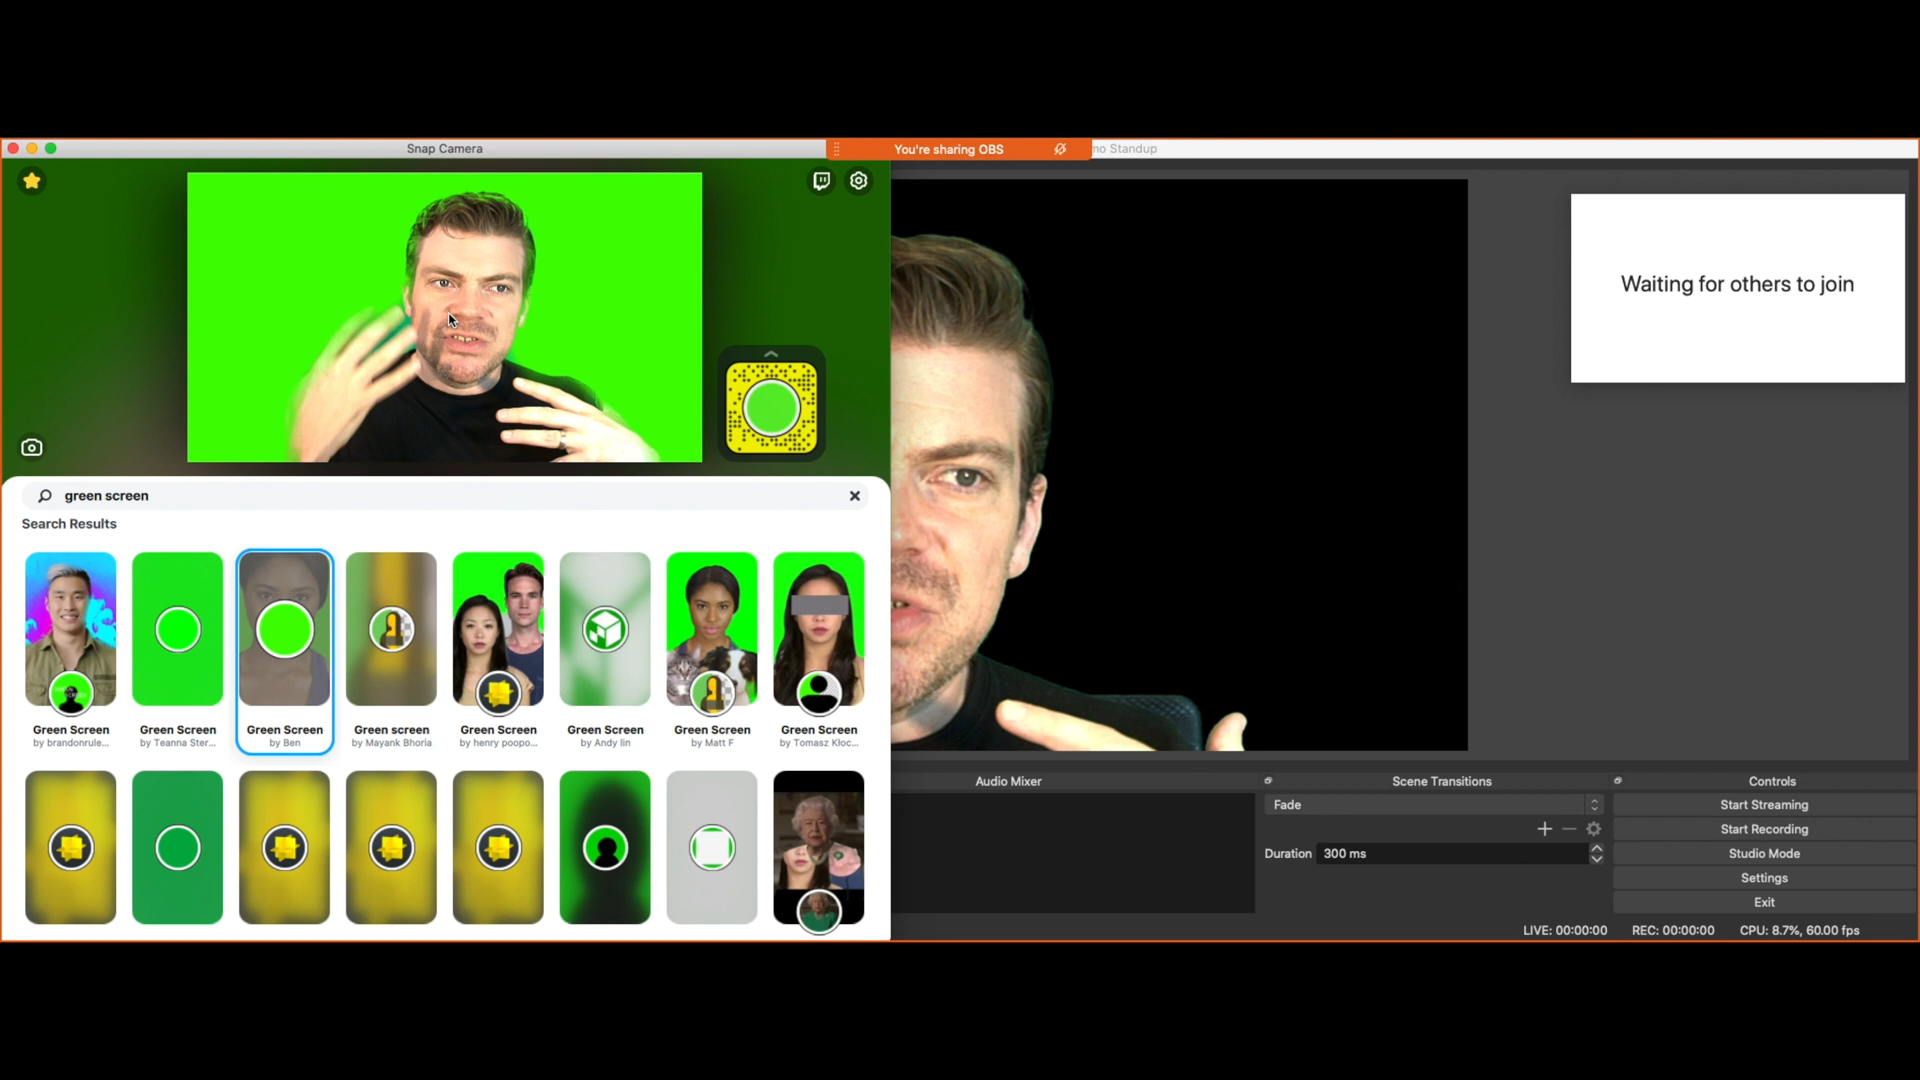 Snap Camera
You're sharing OBS
mo Standup
Waiting for others to join
green screen
Search Results
Green Screen
by brandonrule...
Green Screen
by Teanna Ster...
Green Screen
by Ben
Green screen
by Mayank Bhoria
Green Screen
by henry poopo...
Green Screen
by Andy lin
Green Screen
by Matt F
Green Screen
by Tomasz Kłoc...
Audio Mixer
Scene Transitions
Controls
Fade
Start Streaming
Start Recording
Duration 300 ms
Studio Mode
Settings
Exit
LIVE: 00:00:00 REC: 00:00:00 CPU: 8.7%, 60.00 fps